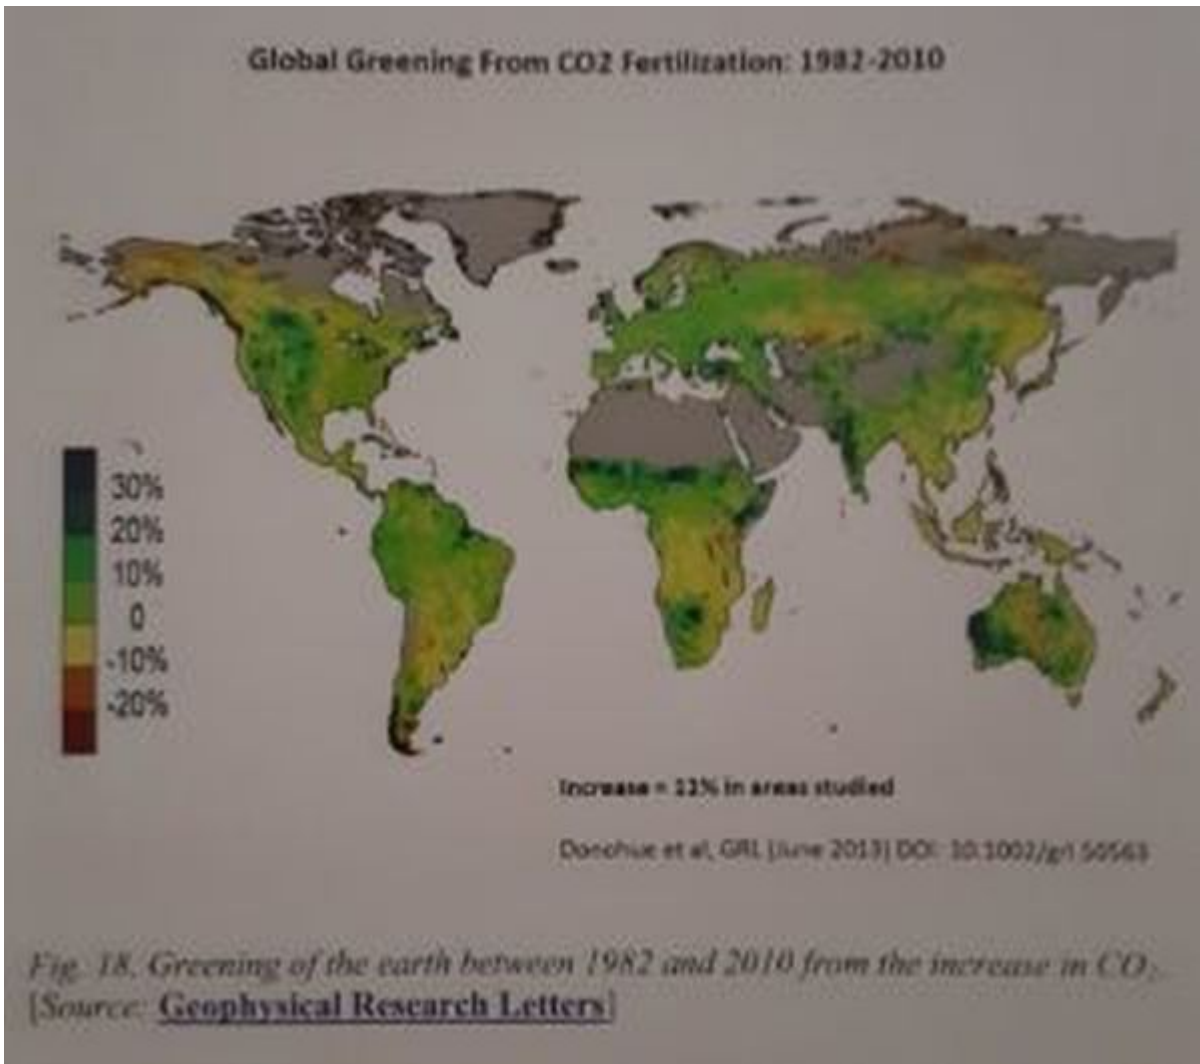 Global Greening From CO2 Fertilization: 1982-2010
30%
20%
10%
0
-10%
-20%
Increase = 11% in areas studied
Donohue et al, GRL (June 2013) DOI: 10.1002/grl.50563
Fig. 18. Greening of the earth between 1982 and 2010 from the increase in CO₂.
[Source: Geophysical Research Letters]